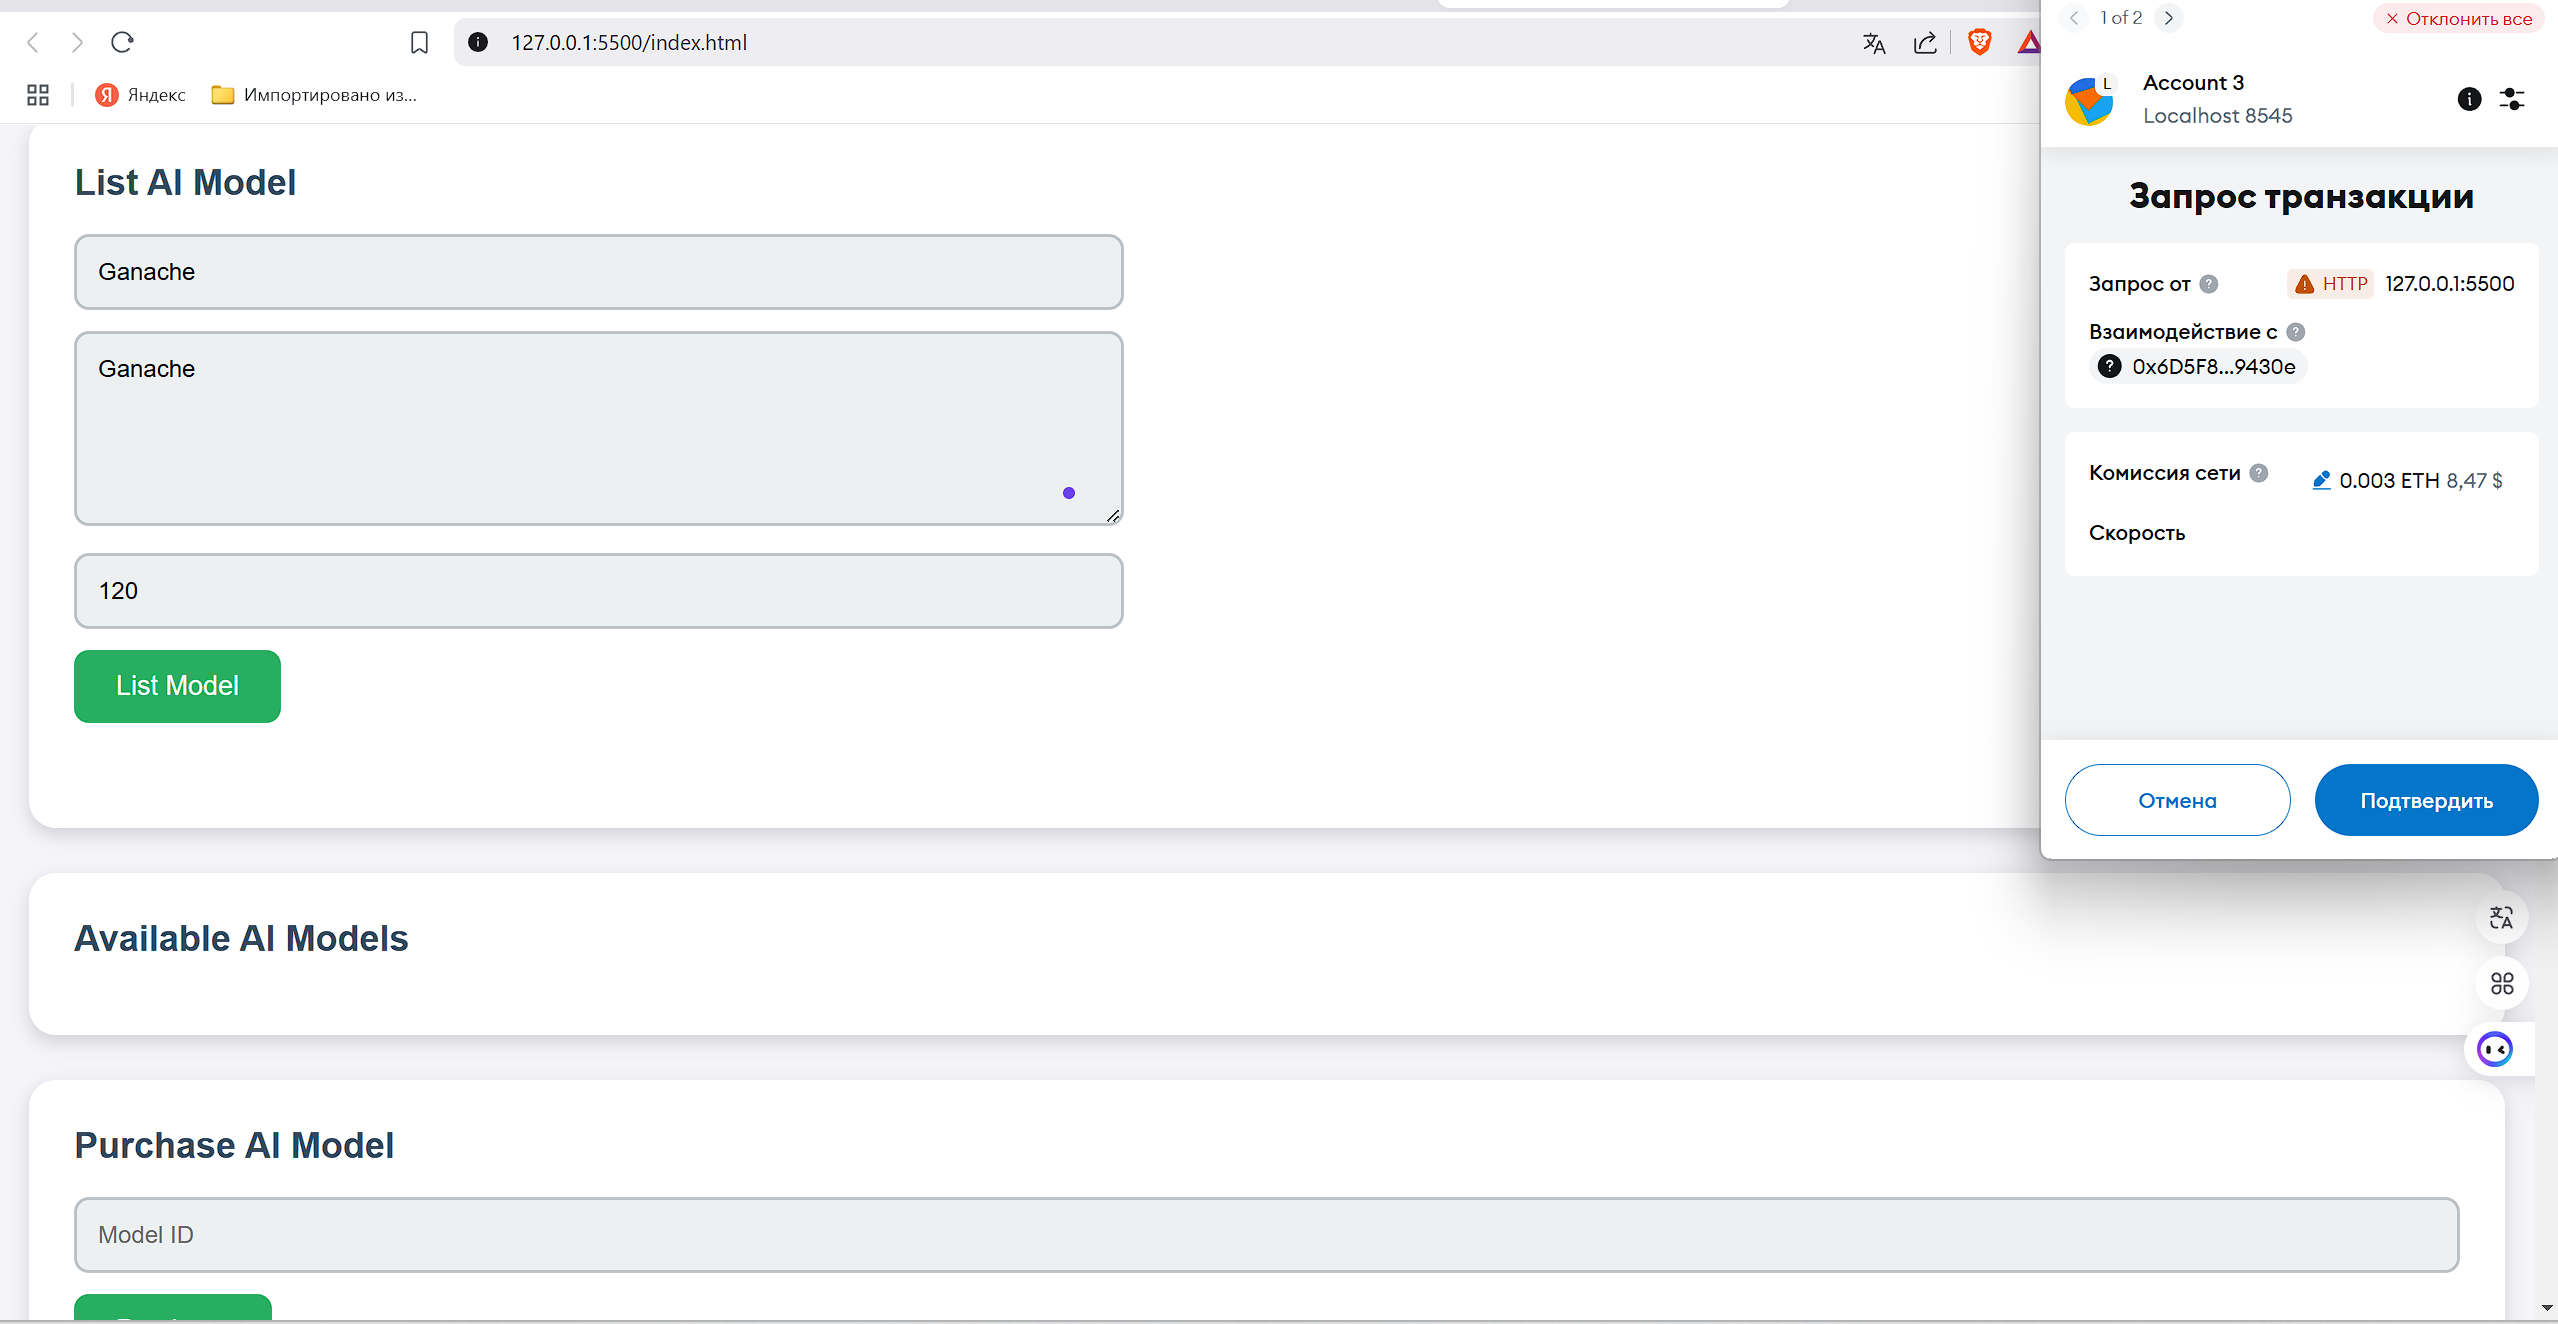 127.0.0.1:5500/index.html
Яндекс
Импортировано из...
List AI Model
Ganache
Ganache
120
List Model
Available AI Models
Purchase AI Model
Model ID
1 of 2
Отклонить все
L
Account 3
Localhost 8545
Запрос транзакции
Запрос от
HTTP
127.0.0.1:5500
Взаимодействие с
0x6D5F8...9430e
Комиссия сети
0.003 ETH 8,47 $
Скорость
Отмена
Подтвердить